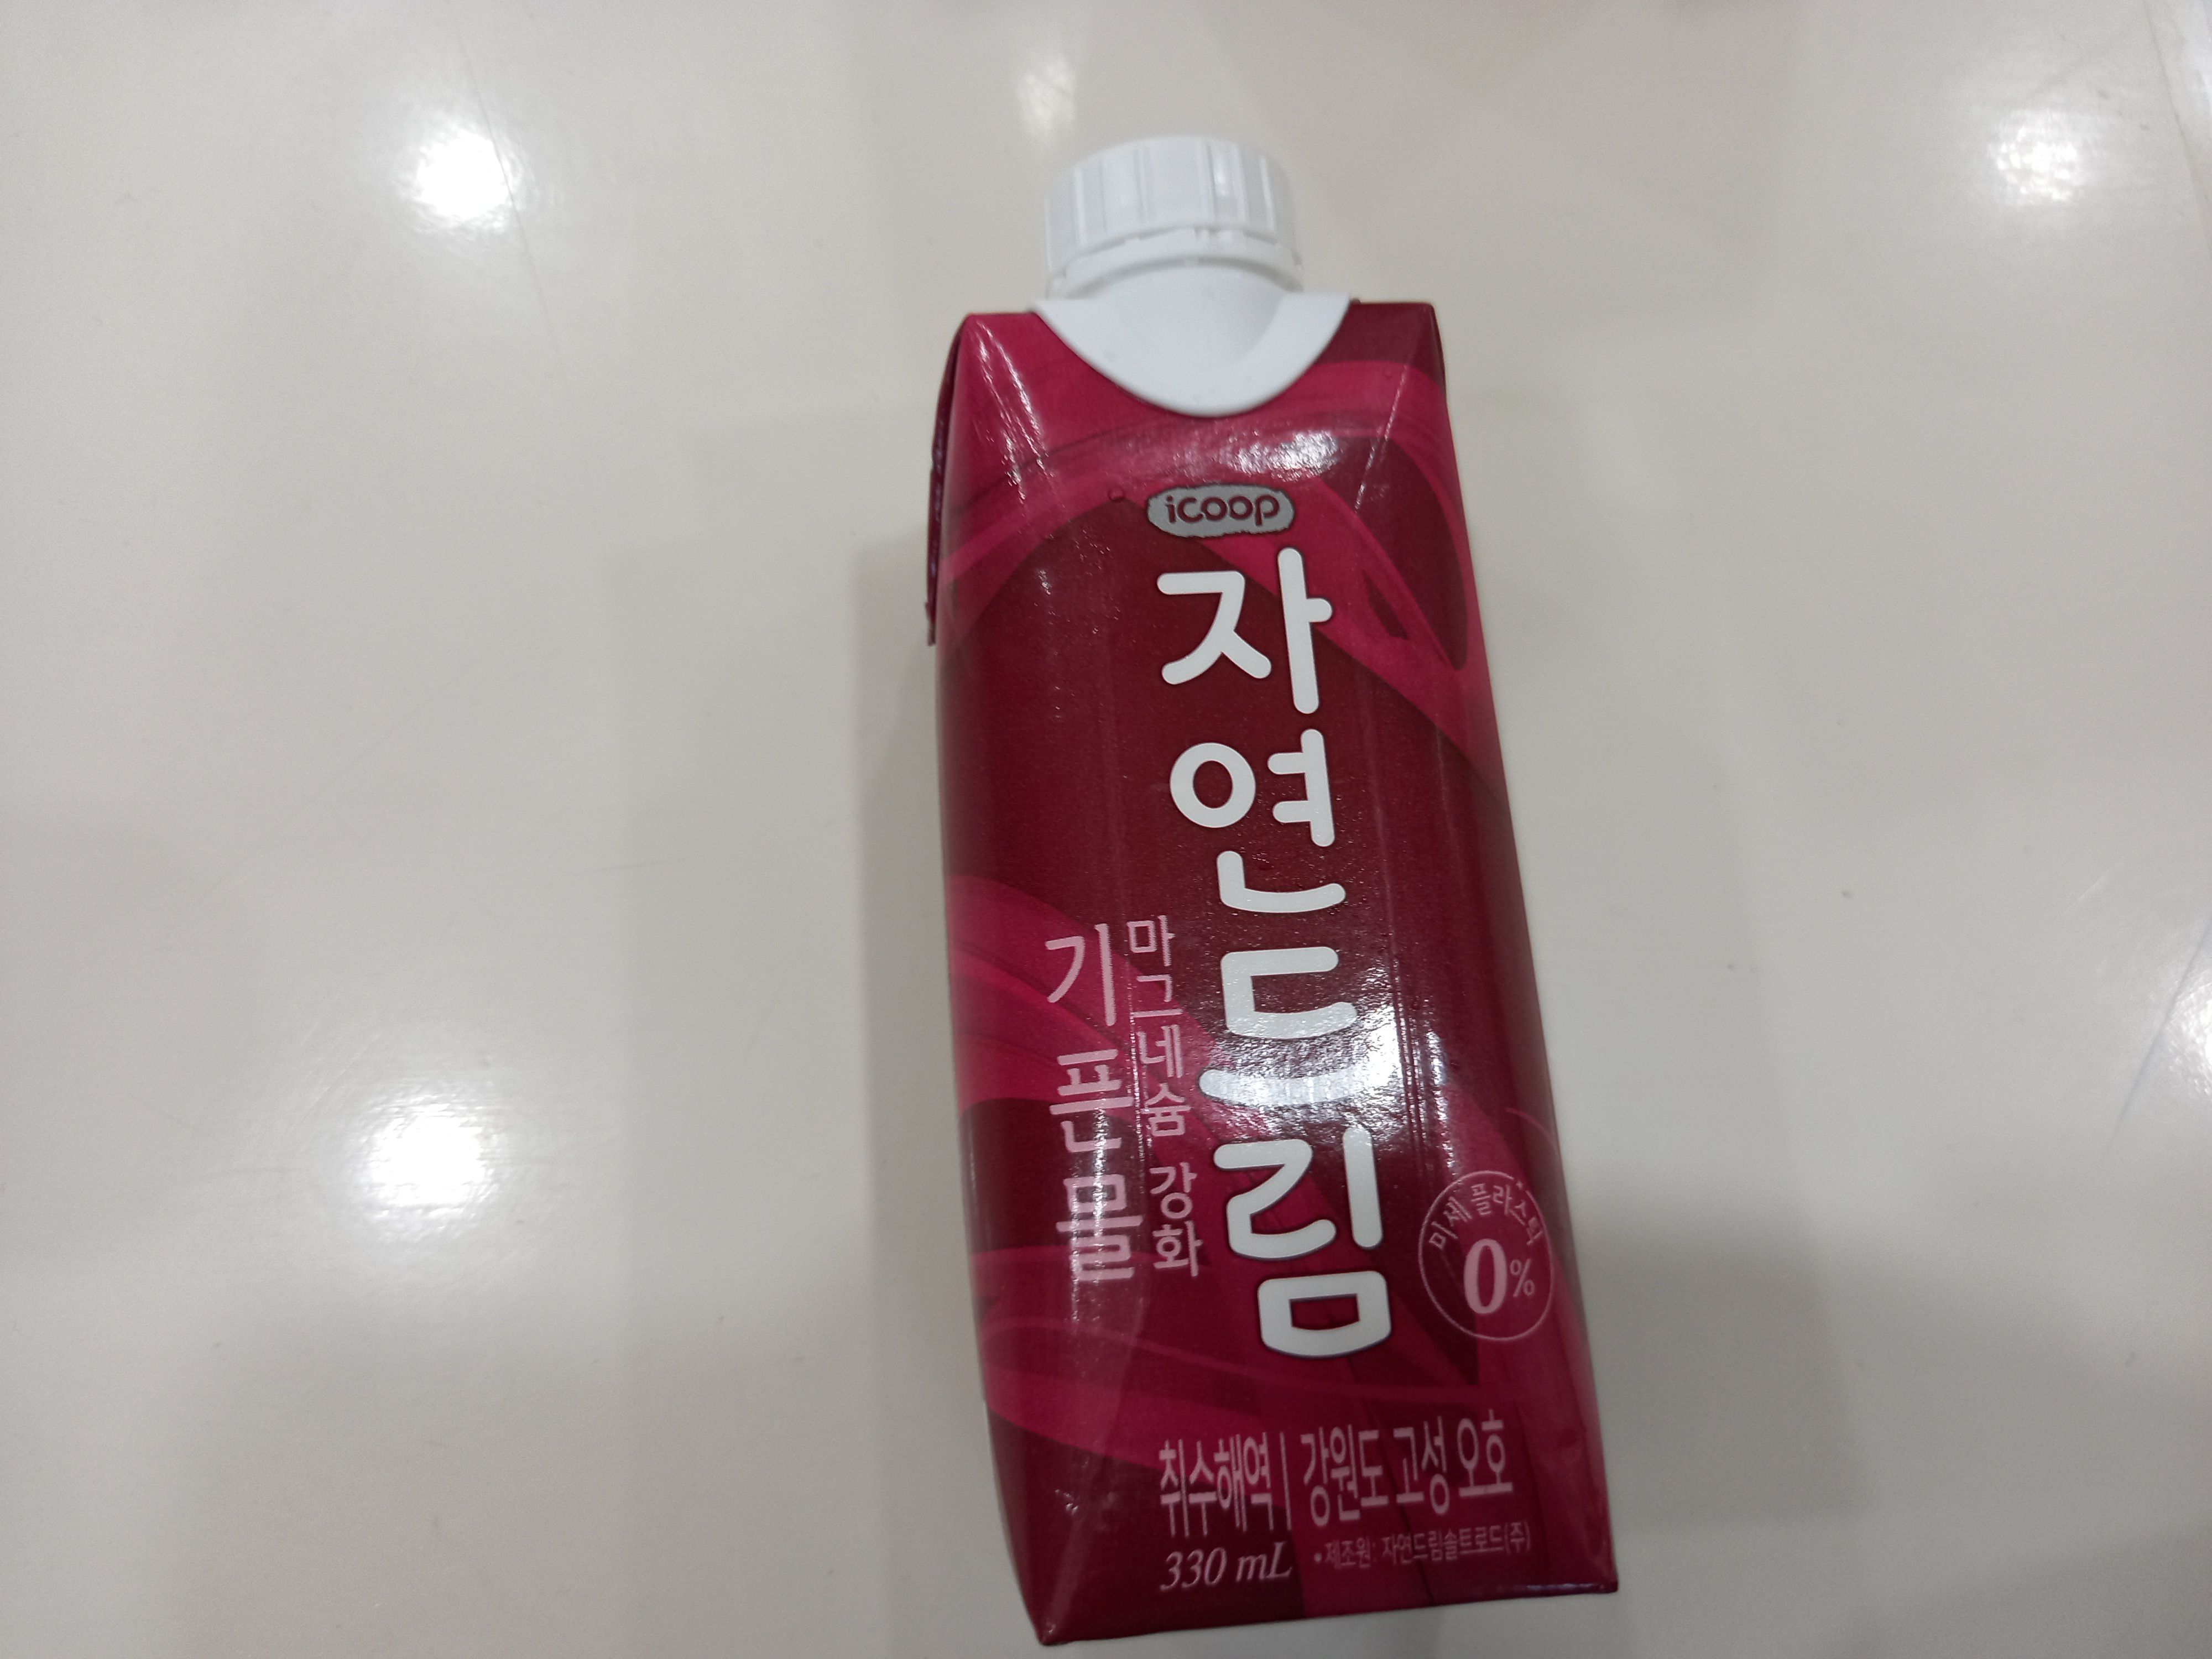 icoop
자연드림
마그네슘 강화
기픈물
미세 플라스틱
0%
취수해역 | 강원도 고성 오호
330 mL
• 제조원: 자연드림솔트로드(주)